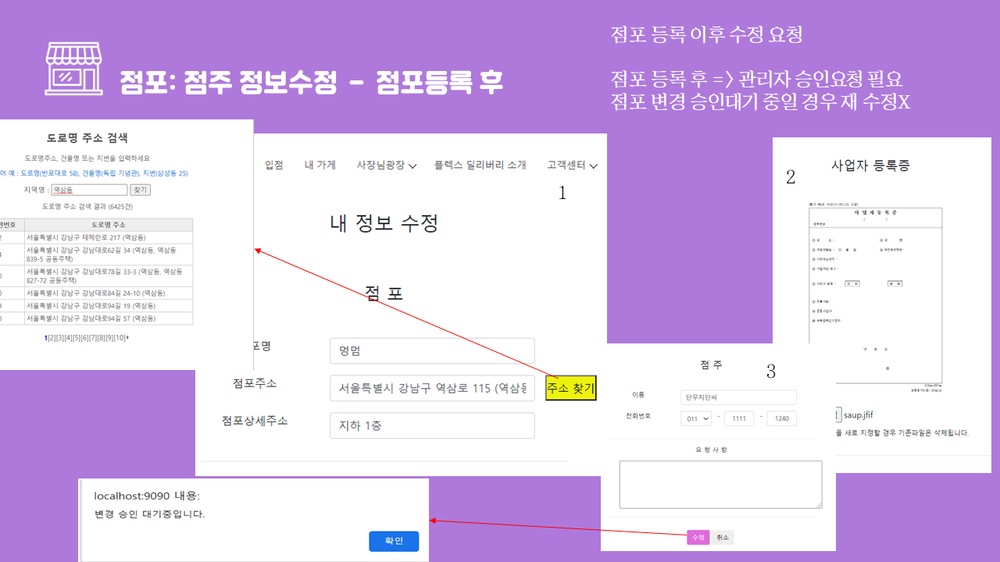 점포: 점주 정보수정 - 점포등록 후
점포 등록 이후 수정 요청
점포 등록 후 => 관리자 승인요청 필요
점포 변경 승인대기 중일 경우 재 수정X
도로명 주소 검색
도로명주소, 건물명 또는 지번을 입력하세요
어 예 : 도로명(반포대로 58), 건물명(독립 기념관), 지번(삼성동 25)
지역명 : 역삼동 찾기
도로명 주소 검색 결과 (6425건)
편번호 도로명 주소
2 서울특별시 강남구 테헤란로 217 (역삼동)
4 서울특별시 강남구 강남대로62길 34 (역삼동, 역삼동
839-5 공동주택)
0 서울특별시 강남구 강남대로78길 33-3 (역삼동, 역삼동
827-72 공동주택)
0 서울특별시 강남구 강남대로84길 24-10 (역삼동)
9 서울특별시 강남구 강남대로94길 19 (역삼동)
0 서울특별시 강남구 강남대로94길 57 (역삼동)
1[2][3][4][5][6][7][8][9][10]
입점 내 가게 사장님광장 플렉스 딜리버리 소개 고객센터
1
내 정보 수정
점 포
포명 멍멈
점포주소 서울특별시 강남구 역삼로 115 (역삼동 주소 찾기
점포상세주소 지하 1층
2
사업자 등록증
사 업 자 등 록 증
saup.jfif
을 새로 지정할 경우 기존파일은 삭제됩니다.
3
점 주
이름 단무지단씨
전화번호 011 - 1111 - 1240
요 청 사 항
수정 취소
localhost:9090 내용:
변경 승인 대기중입니다.
확인